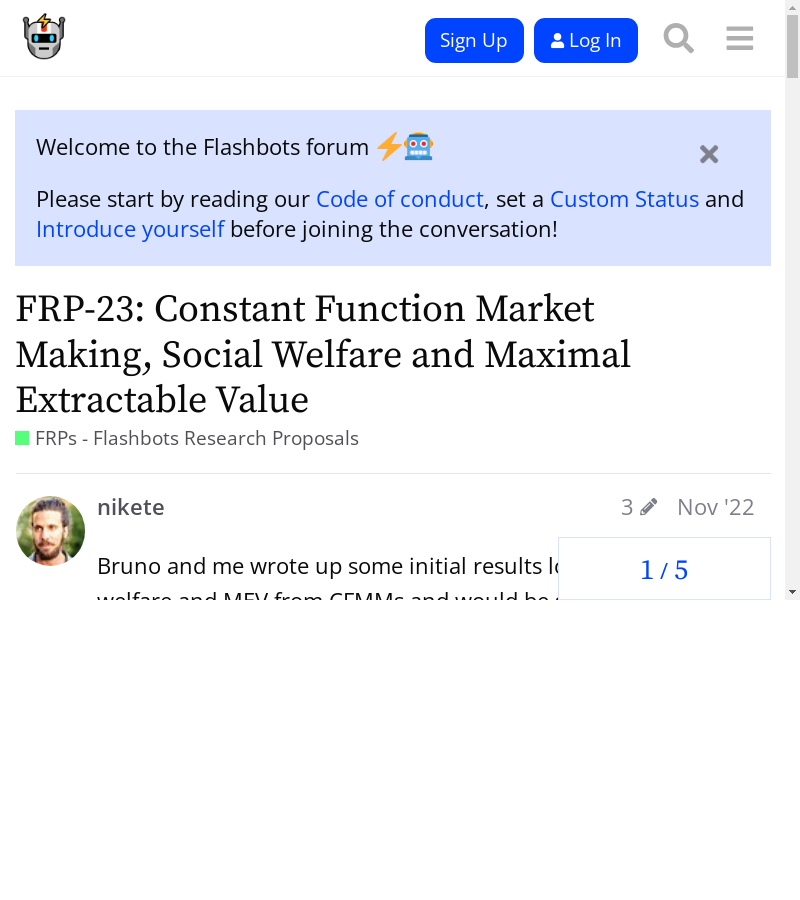 Sign Up
Log In
Welcome to the Flashbots forum
Please start by reading our Code of conduct, set a Custom Status and
Introduce yourself before joining the conversation!
FRP-23: Constant Function Market
Making, Social Welfare and Maximal
Extractable Value
FRPs - Flashbots Research Proposals
nikete
3
Nov '22
Bruno and me wrote up some initial results
1 / 5
welfare and MEV from CFMMs and would be